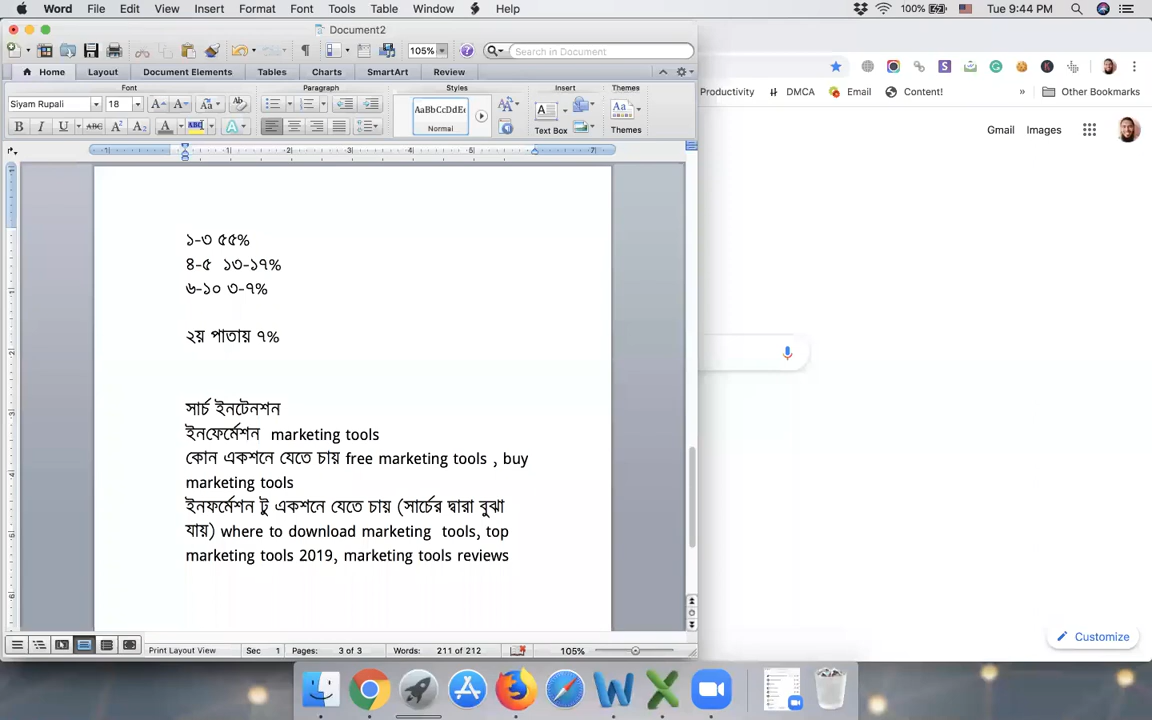 Word File Edit View Insert Format Font Tools Table Window Help 100% Tue 9:44 PM
Document2
105% Search in Document
Home Layout Document Elements Tables Charts SmartArt Review
Font Paragraph Styles Insert Themes
Siyam Rupali 18 AaBbCcDdEe Normal Text Box Themes
১-৩ ৫৫%
৪-৫ ১৩-১৭%
৬-১০ ৩-৭%
২য় পাতায় ৭%
সার্চ ইনটেনশন
ইনফের্মেশন marketing tools
কোন একশনে যেতে চায় free marketing tools , buy
marketing tools
ইনফর্মেশন টু একশনে যেতে চায় (সার্চের দ্বারা বুঝা
যায়) where to download marketing tools, top
marketing tools 2019, marketing tools reviews
Print Layout View Sec 1 Pages: 3 of 3 Words: 211 of 212 105%
Productivity DMCA Email Content! » Other Bookmarks
Gmail Images
Customize